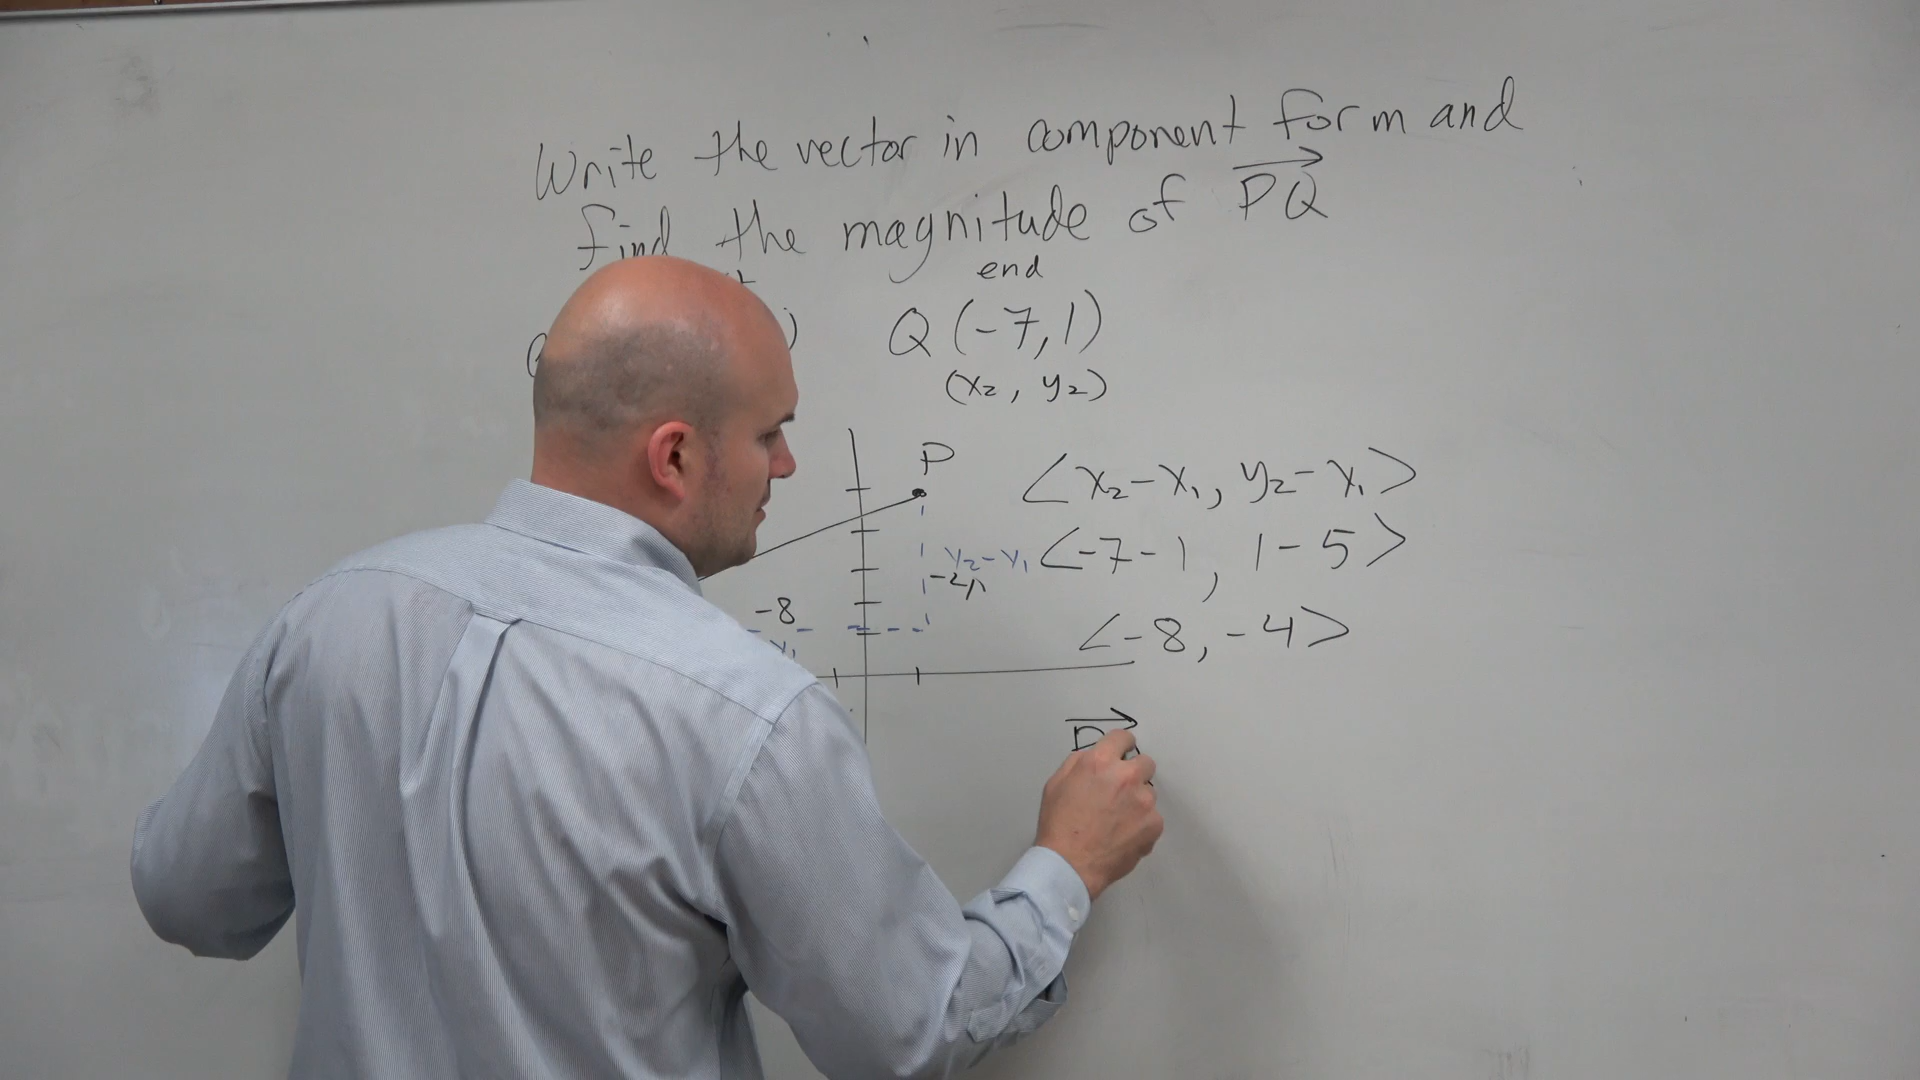 Write the vector in component form and
find the magnitude of PQ
end
Q (-7, 1)
(x₂, y₂)
P
<x₂-x₁, y₂-x₁>
y₂-y₁ <-7-1, 1-5>
-8
<-8, -4>